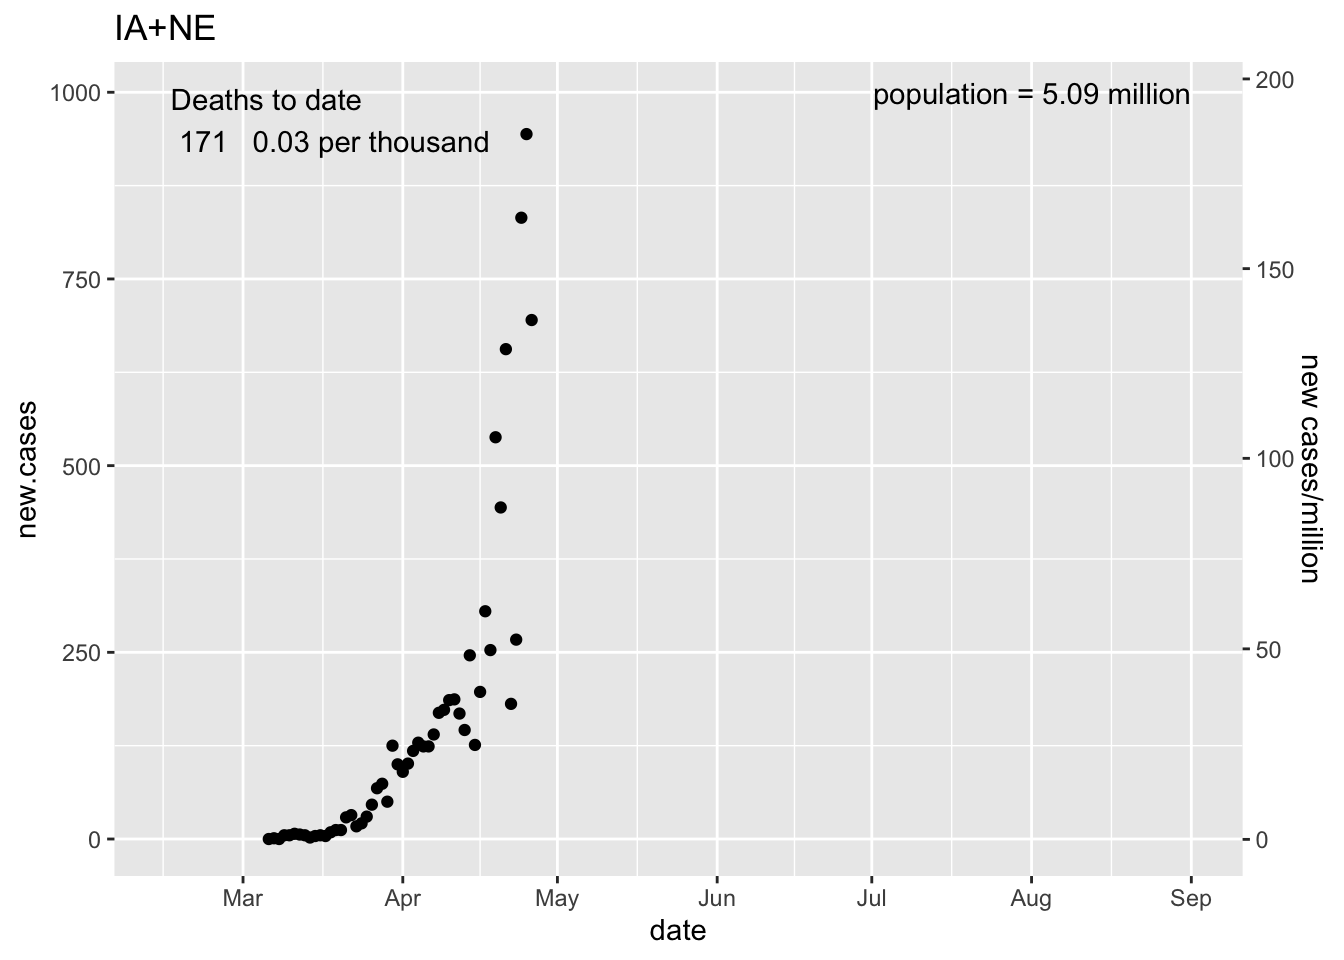 IA+NE
Deaths to date
171 0.03 per thousand
population = 5.09 million
1000
750
500
250
0
new.cases
200
150
100
50
0
new cases/million
Mar Apr May Jun Jul Aug Sep
date